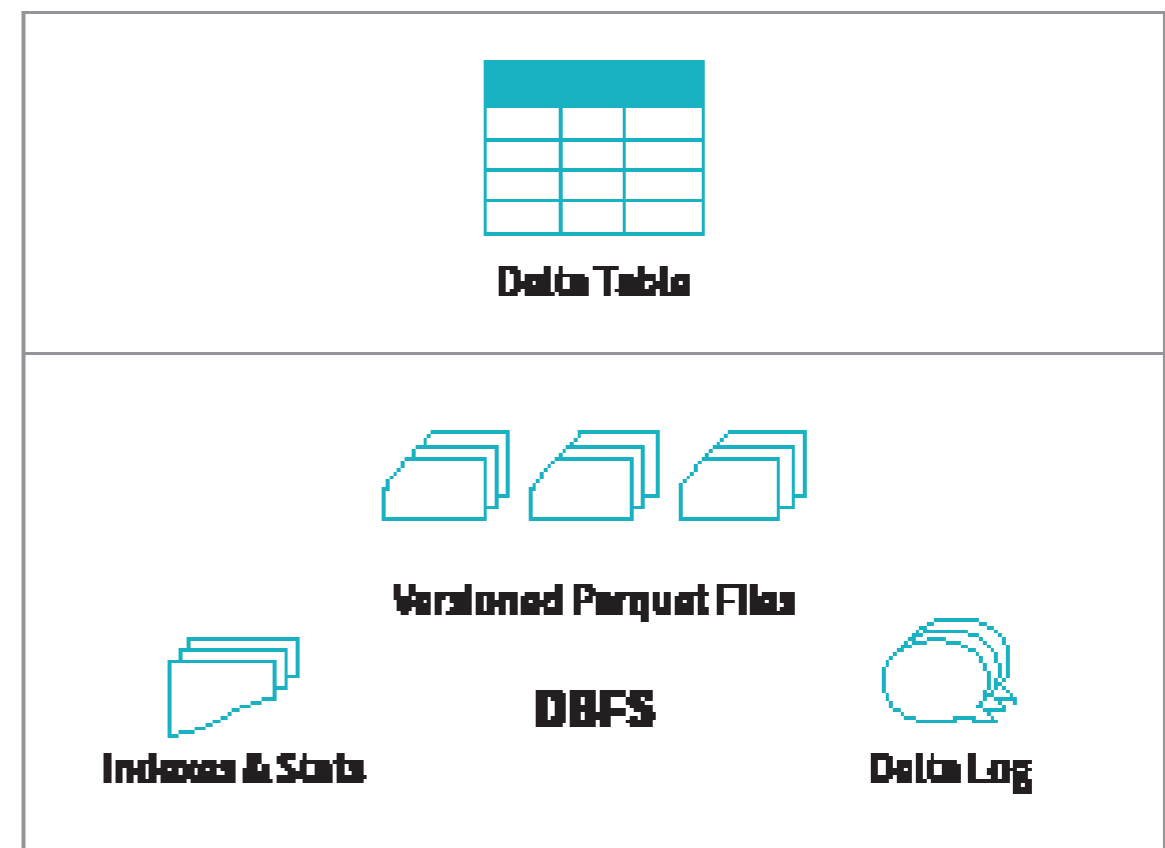 Delta Table
Versioned Parquet Files
DBFS
Indexes & Stats
Delta Log